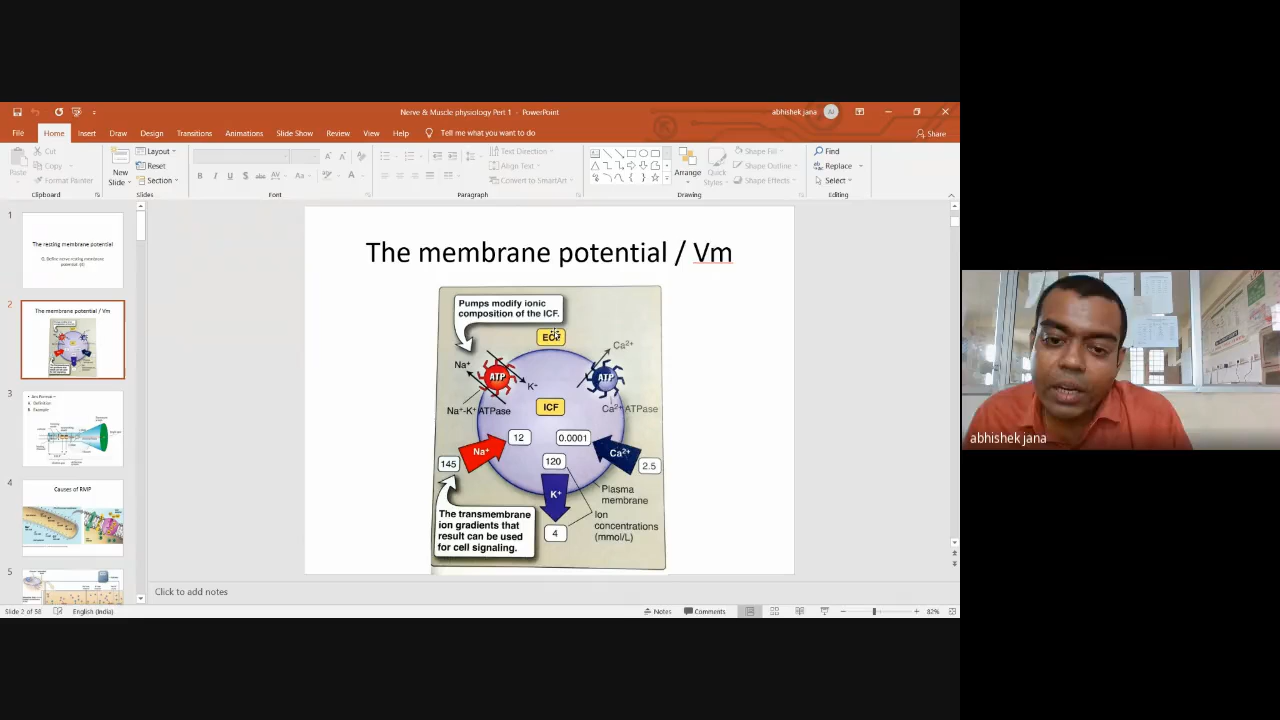 Nerve & Muscle physiology Part 1 - PowerPoint
abhishek jana
AJ
File
Home
Insert
Draw
Design
Transitions
Animations
Slide Show
Review
View
Help
Tell me what you want to do
Share
Paste
Cut
Copy
Format Painter
Clipboard
New
Slide
Layout
Reset
Section
Slides
Font
Text Direction
Align Text
Convert to SmartArt
Paragraph
Arrange
Quick
Styles
Shape Fill
Shape Outline
Shape Effects
Drawing
Find
Replace
Select
Editing
1
The resting membrane potential
2
The membrane potential / Vm
3
Definition
Example
4
Causes of RMP
5
The membrane potential / Vm
Pumps modify ionic
composition of the ICF.
ECF
Na⁺
ATP
K⁺
Na⁺-K⁺ATPase
Ca²⁺
ATP
Ca²⁺ATPase
ICF
12
0.0001
145
Na⁺
120
Ca²⁺
2.5
K⁺
4
Plasma
membrane
Ion
concentrations
(mmol/L)
The transmembrane
ion gradients that
result can be used
for cell signaling.
Click to add notes
Slide 2 of 58
English (India)
Notes
Comments
82%
abhishek jana